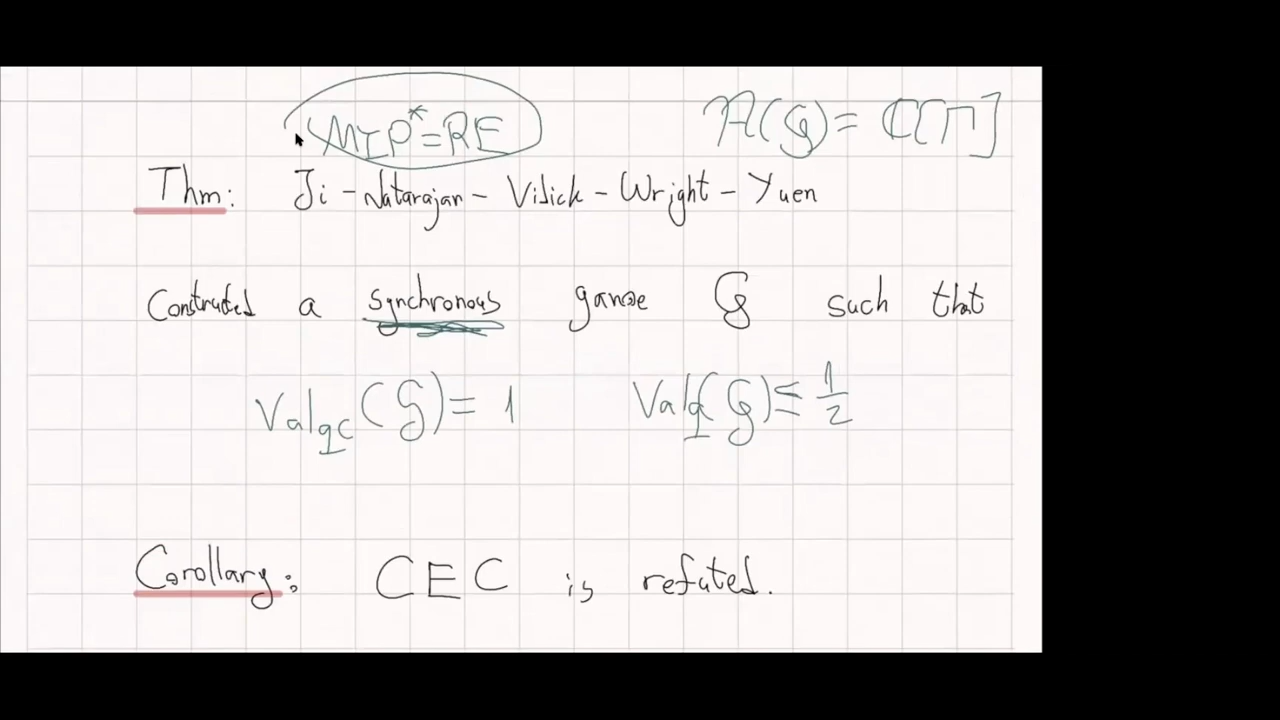 MIP*=RE
A(G)= ℂ[Γ]
Thm: Ji - Natarajan - Vidick - Wright - Yuen
Constructed a synchronous game G such that
Val_qc(G)= 1 Val_q(G)≤ 1/2
Corollary: CEC is refuted.